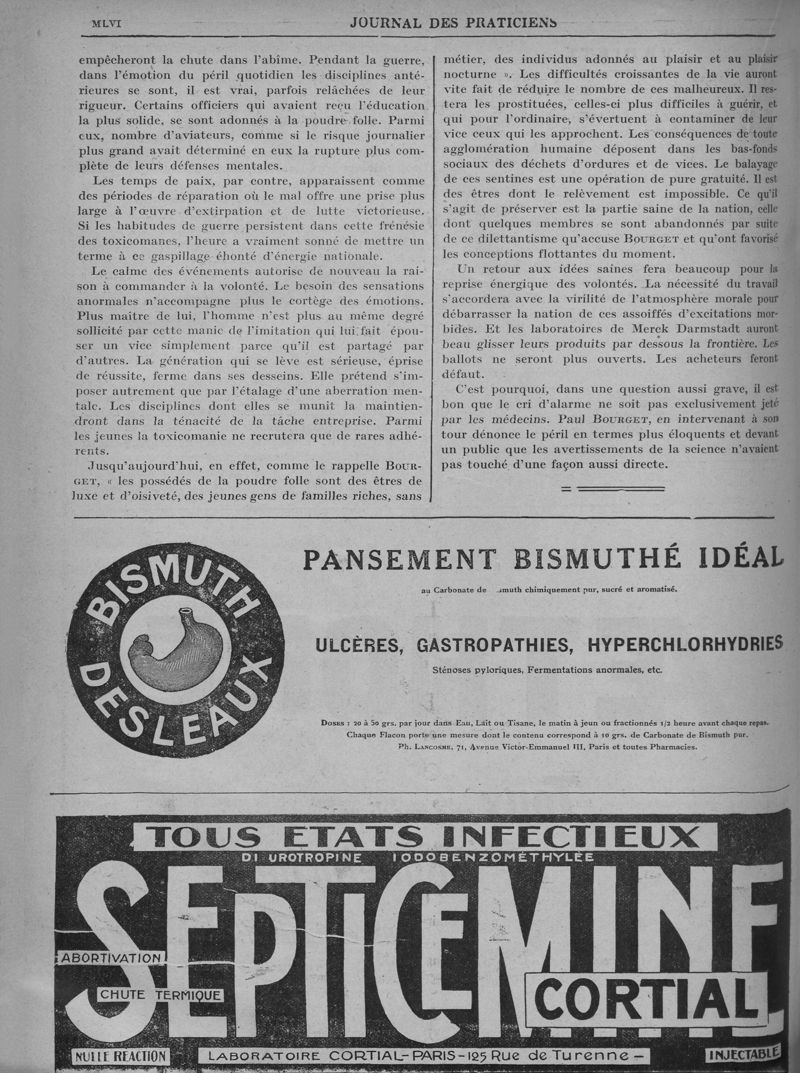 MLVI
JOURNAL DES PRATICIENS
empêcheront la chute dans l'abîme. Pendant la guerre,
dans l'émotion du péril quotidien les disciplines anté-
rieures se sont, il est vrai, parfois relâchées de leur
rigueur. Certains officiers qui avaient reçu l'éducation
la plus solide, se sont adonnés à la poudre folle. Parmi
eux, nombre d'aviateurs, comme si le risque journalier
plus grand avait déterminé en eux la rupture plus com-
plète de leurs défenses mentales.
Les temps de paix, par contre, apparaissent comme
des périodes de réparation où le mal offre une prise plus
large à l'œuvre d'extirpation et de lutte victorieuse.
Si les habitudes de guerre persistent dans cette frénésie
des toxicomanes, l'heure a vraiment sonné de mettre un
terme à ce gaspillage éhonté d'énergie nationale.
Le calme des événements autorise de nouveau la rai-
son à commander à la volonté. Le besoin des sensations
anormales n'accompagne plus le cortège des émotions.
Plus maître de lui, l'homme n'est plus au même degré
sollicité par cette manie de l'imitation qui lui fait épou-
ser un vice simplement parce qu'il est partagé par
d'autres. La génération qui se lève est sérieuse, éprise
de réussite, ferme dans ses desseins. Elle prétend s'im-
poser autrement que par l'étalage d'une aberration men-
tale. Les disciplines dont elles se munit la maintien-
dront dans la ténacité de la tâche entreprise. Parmi
les jeunes la toxicomanie ne recrutera que de rares adhé-
rents.
Jusqu'aujourd'hui, en effet, comme le rappelle BOUR-
GET, « les possédés de la poudre folle sont des êtres de
luxe et d'oisiveté, des jeunes gens de familles riches, sans
métier, des individus adonnés au plaisir et au plaisir
nocturne ». Les difficultés croissantes de la vie auront
vite fait de réduire le nombre de ces malheureux. Il res-
tera les prostituées, celles-ci plus difficiles à guérir, et
qui pour l'ordinaire, s'évertuent à contaminer de leur
vice ceux qui les approchent. Les conséquences de toute
agglomération humaine déposent dans les bas-fonds
sociaux des déchets d'ordures et de vices. Le balayage
de ces sentines est une opération de pure gratuité. Il est
des êtres dont le relèvement est impossible. Ce qu'il
s'agit de préserver est la partie saine de la nation, celle
dont quelques membres se sont abandonnés par suite
de ce dilettantisme qu'accuse BOURGET et qu'ont favorisé
les conceptions flottantes du moment.
Un retour aux idées saines fera beaucoup pour la
reprise énergique des volontés. La nécessité du travail
s'accordera avec la virilité de l'atmosphère morale pour
débarrasser la nation de ces assoiffés d'excitations mor-
bides. Et les laboratoires de Merck Darmstadt auront
beau glisser leurs produits par dessous la frontière. Les
ballots ne seront plus ouverts. Les acheteurs feront
défaut.
C'est pourquoi, dans une question aussi grave, il est
bon que le cri d'alarme ne soit pas exclusivement jeté
par les médecins. Paul BOURGET, en intervenant à son
tour dénonce le péril en termes plus éloquents et devant
un public que les avertissements de la science n'avaient
pas touché d'une façon aussi directe.
BISMUTH
DESLEAUX
PANSEMENT BISMUTHÉ IDÉAL
au Carbonate de smuth chimiquement pur, sucré et aromatisé.
ULCÈRES, GASTROPATHIES, HYPERCHLORHYDRIES
Sténoses pyloriques, Fermentations anormales, etc.
DOSES : 20 à 50 grs. par jour dans Eau, Lait ou Tisane, le matin à jeun ou fractionnés 1/2 heure avant chaque repas.
Chaque Flacon porte une mesure dont le contenu correspond à 10 grs. de Carbonate de Bismuth pur.
Ph. LANCOSME, 71, Avenue Victor-Emmanuel III, Paris et toutes Pharmacies.
TOUS ETATS INFECTIEUX
DI UROTROPINE IODOBENZOMÉTHYLÉE
SEPTICEMINE
ABORTIVATION
CHUTE TERMIQUE
CORTIAL
NULLE REACTION
LABORATOIRE CORTIAL-PARIS-125 Rue de Turenne-
INJECTABLE